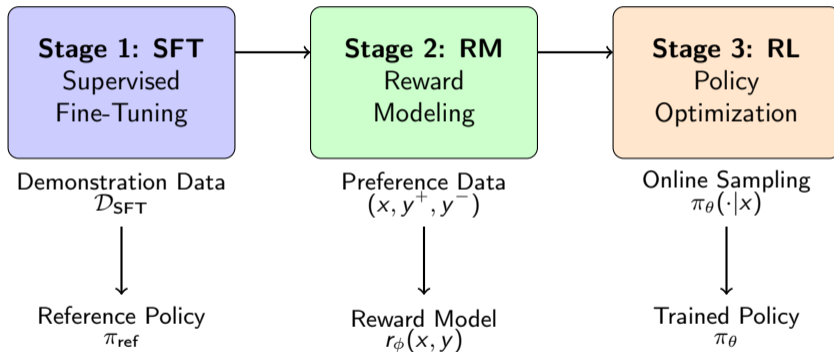 Stage 1: SFT
Supervised
Fine-Tuning
Stage 2: RM
Reward
Modeling
Stage 3: RL
Policy
Optimization
Demonstration Data
𝒟_SFT
Preference Data
(x, y⁺, y⁻)
Online Sampling
π_θ(·|x)
Reference Policy
π_ref
Reward Model
r_ϕ(x, y)
Trained Policy
π_θ